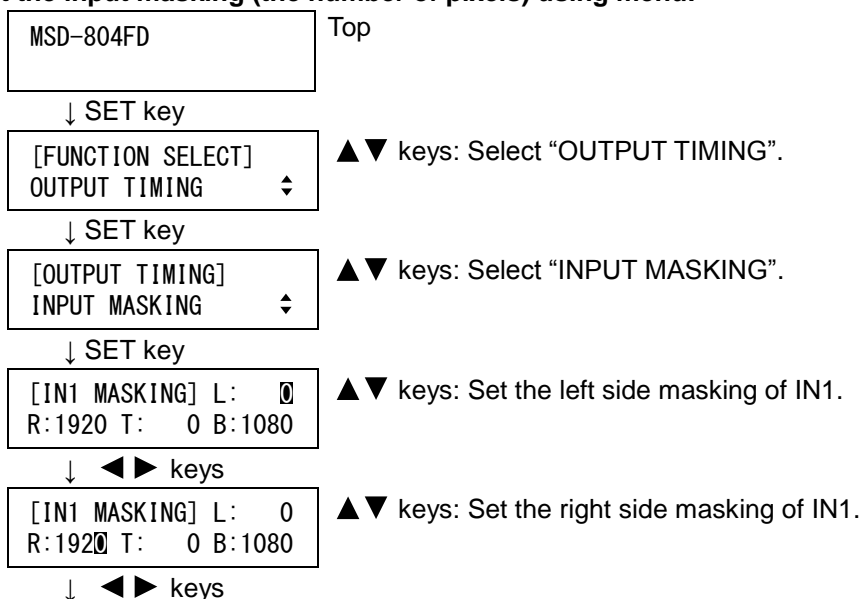 the input masking (the number of pixels) using menu.
MSD-804FD
Top
↓ SET key
[FUNCTION SELECT]
OUTPUT TIMING
▲▼ keys: Select “OUTPUT TIMING”.
↓ SET key
[OUTPUT TIMING]
INPUT MASKING
▲▼ keys: Select “INPUT MASKING”.
↓ SET key
[IN1 MASKING] L: 0
R:1920 T: 0 B:1080
▲▼ keys: Set the left side masking of IN1.
↓ ◀▶ keys
[IN1 MASKING] L: 0
R:1920 T: 0 B:1080
▲▼ keys: Set the right side masking of IN1.
↓ ◀▶ keys